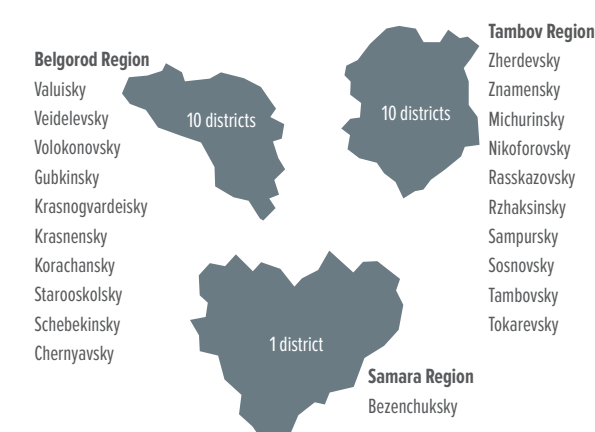 Belgorod Region
Valuisky
Veidelevsky
Volokonovsky
Gubkinsky
Krasnogvardeisky
Krasnensky
Korachansky
Starooskolsky
Schebekinsky
Chernyavsky
10 districts
10 districts
Tambov Region
Zherdevsky
Znamensky
Michurinsky
Nikoforovsky
Rasskazovsky
Rzhaksinsky
Sampursky
Sosnovsky
Tambovsky
Tokarevsky
1 district
Samara Region
Bezenchuksky